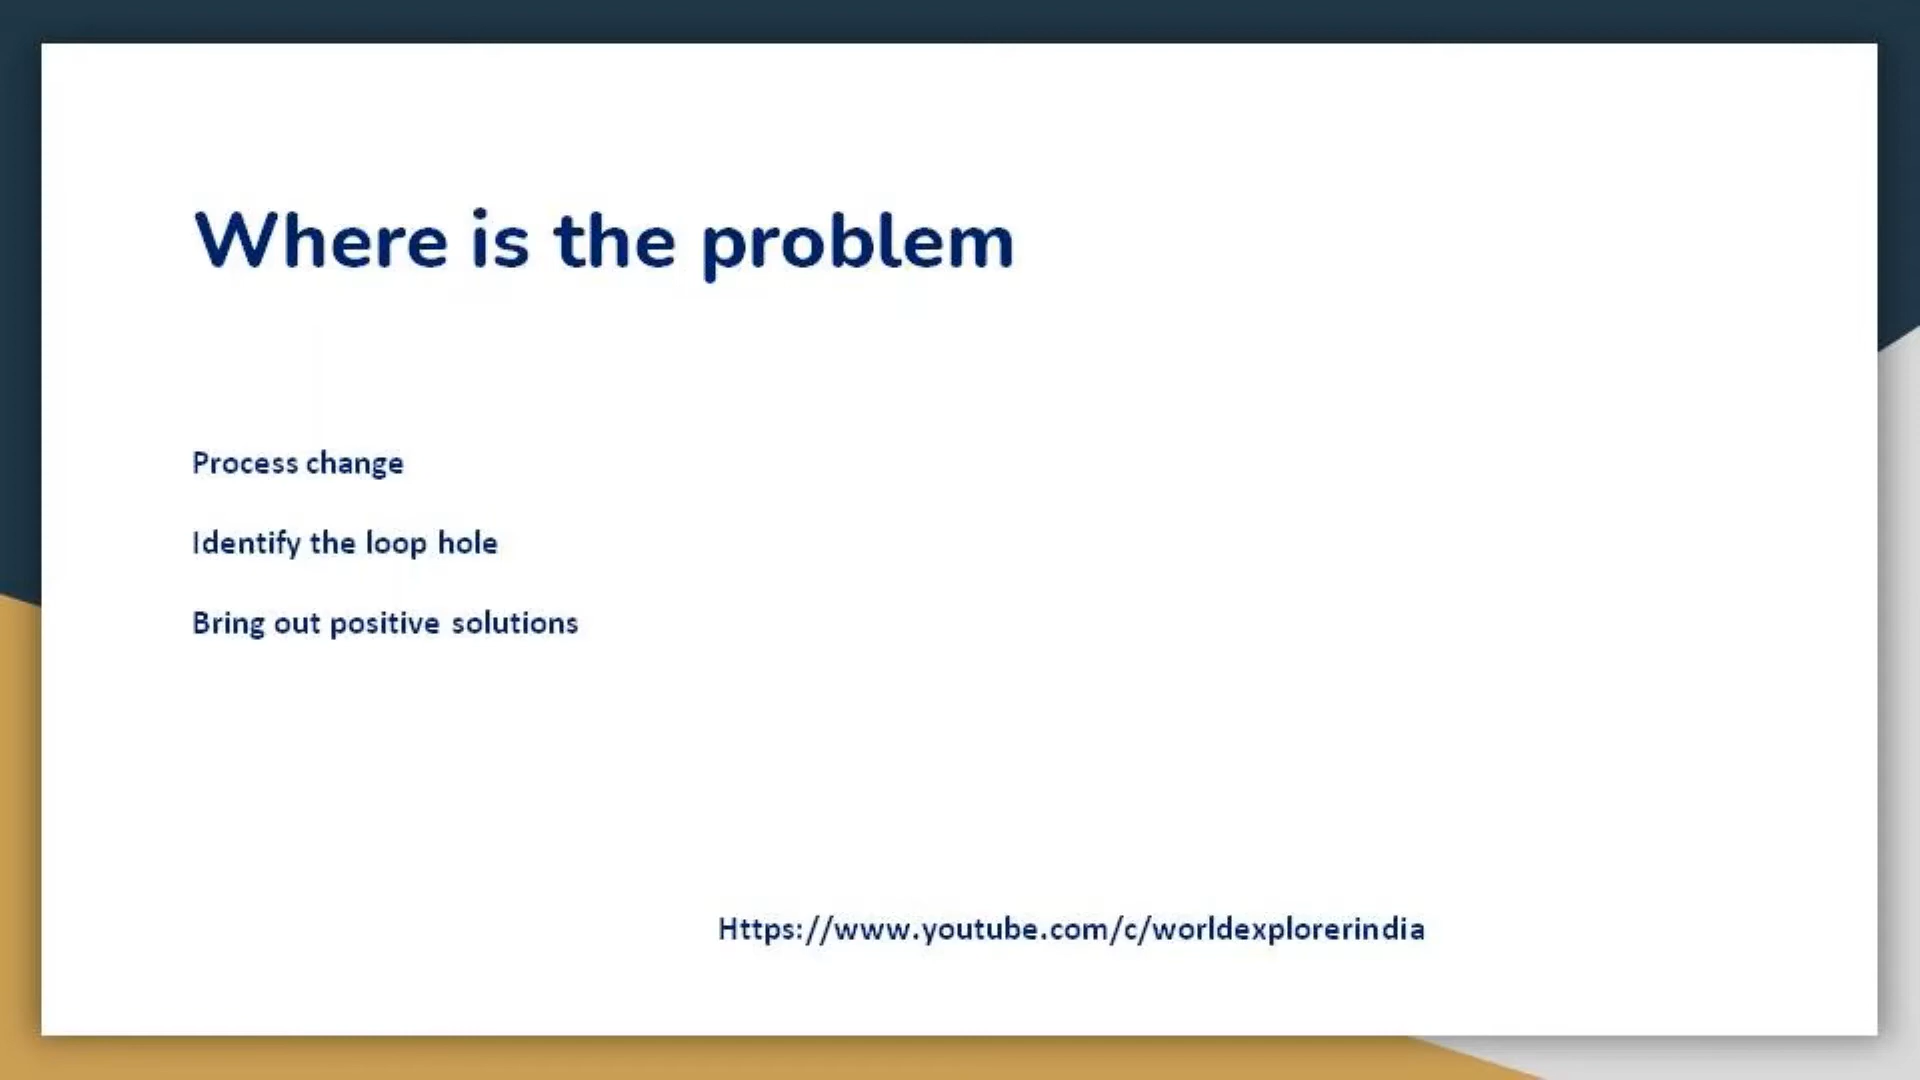 Where is the problem
Process change
Identify the loop hole
Bring out positive solutions
Https://www.youtube.com/c/worldexplorerindia